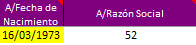 A/Fecha de
Nacimiento
A/Razón Social
16/03/1973
52